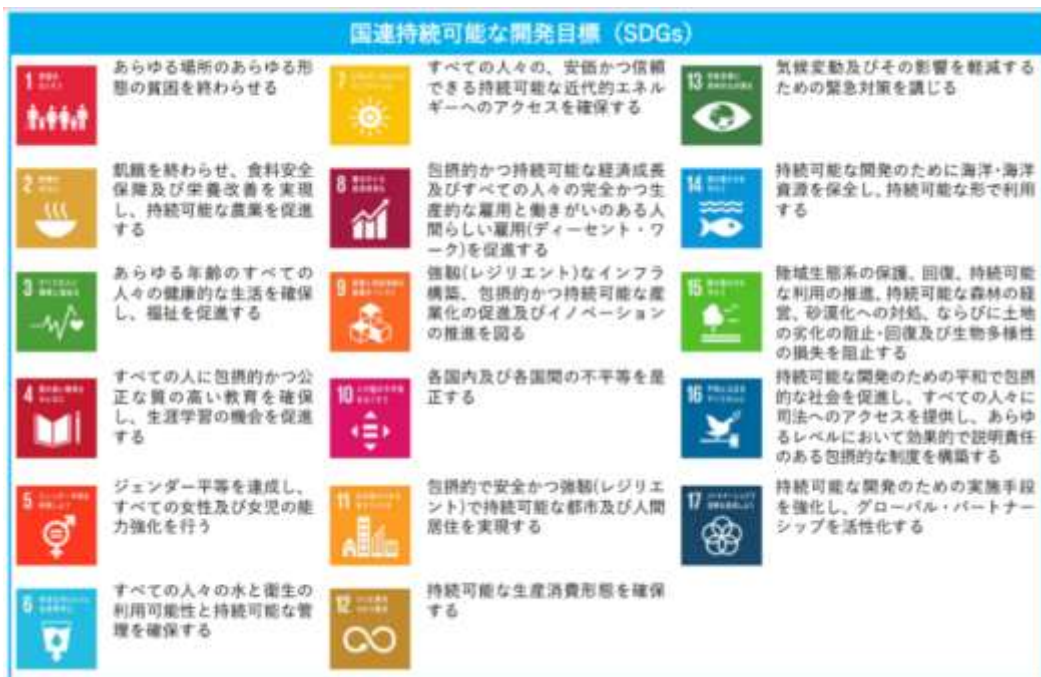 国連持続可能な開発目標（SDGs）
1
あらゆる場所のあらゆる形
態の貧困を終わらせる
2
飢餓を終わらせ、食料安全
保障及び栄養改善を実現
し、持続可能な農業を促進
する
3
あらゆる年齢のすべての
人々の健康的な生活を確保
し、福祉を促進する
4
すべての人に包摂的かつ公
正な質の高い教育を確保
し、生涯学習の機会を促進
する
5
ジェンダー平等を達成し、
すべての女性及び女児の能
力強化を行う
6
すべての人々の水と衛生の
利用可能性と持続可能な管
理を確保する
7
すべての人々の、安価かつ信頼
できる持続可能な近代的エネル
ギーへのアクセスを確保する
8
包摂的かつ持続可能な経済成長
及びすべての人々の完全かつ生
産的な雇用と働きがいのある人
間らしい雇用(ディーセント・ワ
ーク)を促進する
9
強靱(レジリエント)なインフラ
構築、包摂的かつ持続可能な産
業化の促進及びイノベーション
の推進を図る
10
各国内及び各国間の不平等を是
正する
11
包摂的で安全かつ強靱(レジリエ
ント)で持続可能な都市及び人間
居住を実現する
12
持続可能な生産消費形態を確保
する
13
気候変動及びその影響を軽減する
ための緊急対策を講じる
14
持続可能な開発のために海洋・海洋
資源を保全し、持続可能な形で利用
する
15
陸域生態系の保護、回復、持続可能
な利用の推進、持続可能な森林の経
営、砂漠化への対処、ならびに土地
の劣化の阻止・回復及び生物多様性
の損失を阻止する
16
持続可能な開発のための平和で包摂
的な社会を促進し、すべての人々に
司法へのアクセスを提供し、あらゆ
るレベルにおいて効果的で説明責任
のある包摂的な制度を構築する
17
持続可能な開発のための実施手段
を強化し、グローバル・パートナー
シップを活性化する